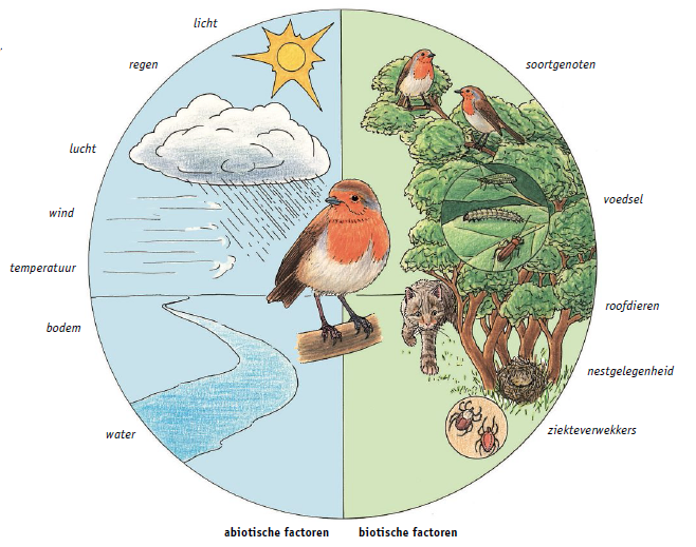 licht
regen
lucht
wind
temperatuur
bodem
water
soortgenoten
voedsel
roofdieren
nestgelegenheid
ziekteverwekkers
abiotische factoren
biotische factoren